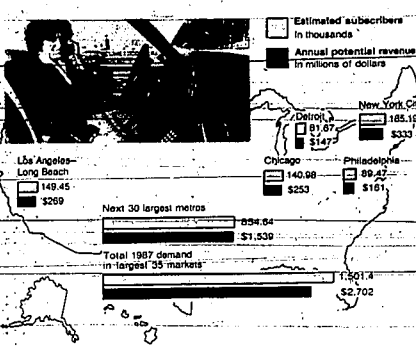 Estimated subscribers
In thousands
Annual potential revenue
In millions of dollars
New York
Detroit
81.67
$147
185.19
$333
Los Angeles–
Long Beach
149.45
$269
Chicago
140.98
$253
Philadelphia
89.47
$161
Next 30 largest metros
854.64
$1,539
Total 1987 demand
in largest 35 markets
1,501.4
$2,702